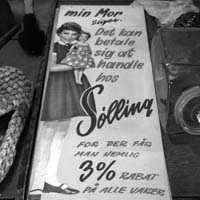 min Mor
siger.
Det kan
betale
sig at
handle
hos
Sølling
FOR DER FÅR
MAN NEMLIG
3% RABAT
PÅ ALLE VARER